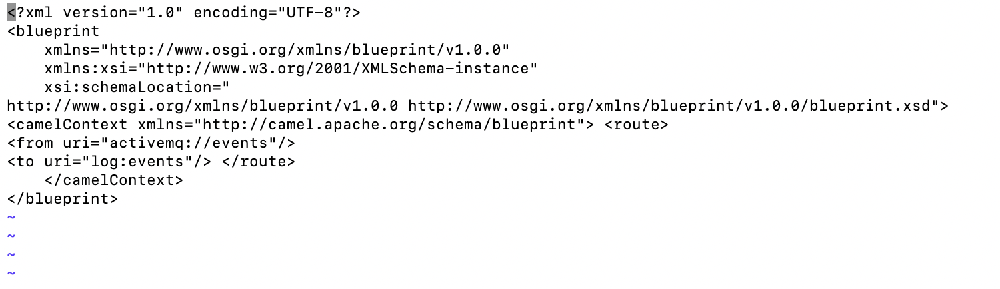 <?xml version="1.0" encoding="UTF-8"?>
<blueprint
    xmlns="http://www.osgi.org/xmlns/blueprint/v1.0.0"
    xmlns:xsi="http://www.w3.org/2001/XMLSchema-instance"
    xsi:schemaLocation="
http://www.osgi.org/xmlns/blueprint/v1.0.0 http://www.osgi.org/xmlns/blueprint/v1.0.0/blueprint.xsd">
<camelContext xmlns="http://camel.apache.org/schema/blueprint"> <route>
<from uri="activemq://events"/>
<to uri="log:events"/> </route>
    </camelContext>
</blueprint>
~
~
~
~